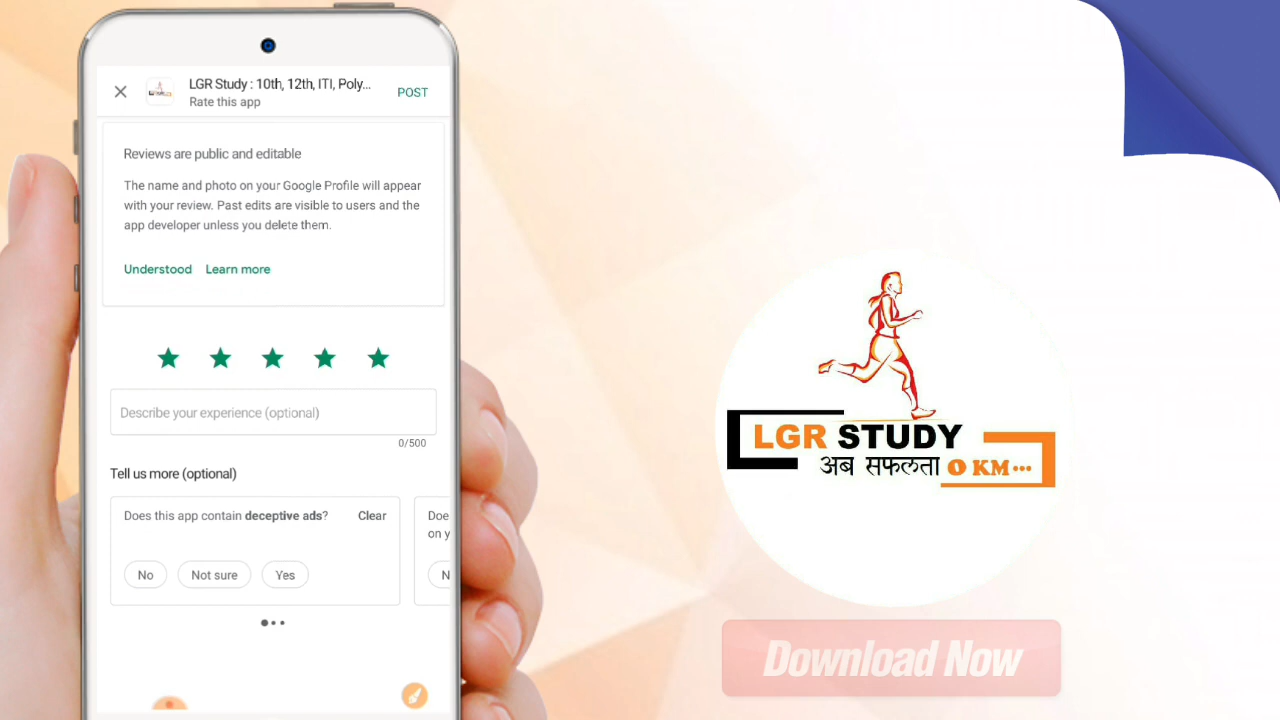 LGR Study : 10th, 12th, ITI, Poly...
Rate this app
POST
Reviews are public and editable
The name and photo on your Google Profile will appear
with your review. Past edits are visible to users and the
app developer unless you delete them.
Understood Learn more
Describe your experience (optional)
0/500
Tell us more (optional)
Does this app contain deceptive ads? Clear
No Not sure Yes
Doe
on y
N
LGR STUDY
अब सफलता 0 KM...
Download Now